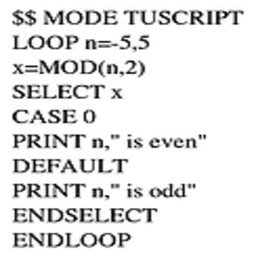 $$ MODE TUSCRIPT
LOOP n=-5,5
x=MOD(n,2)
SELECT x
CASE 0
PRINT n," is even"
DEFAULT
PRINT n," is odd"
ENDSELECT
ENDLOOP